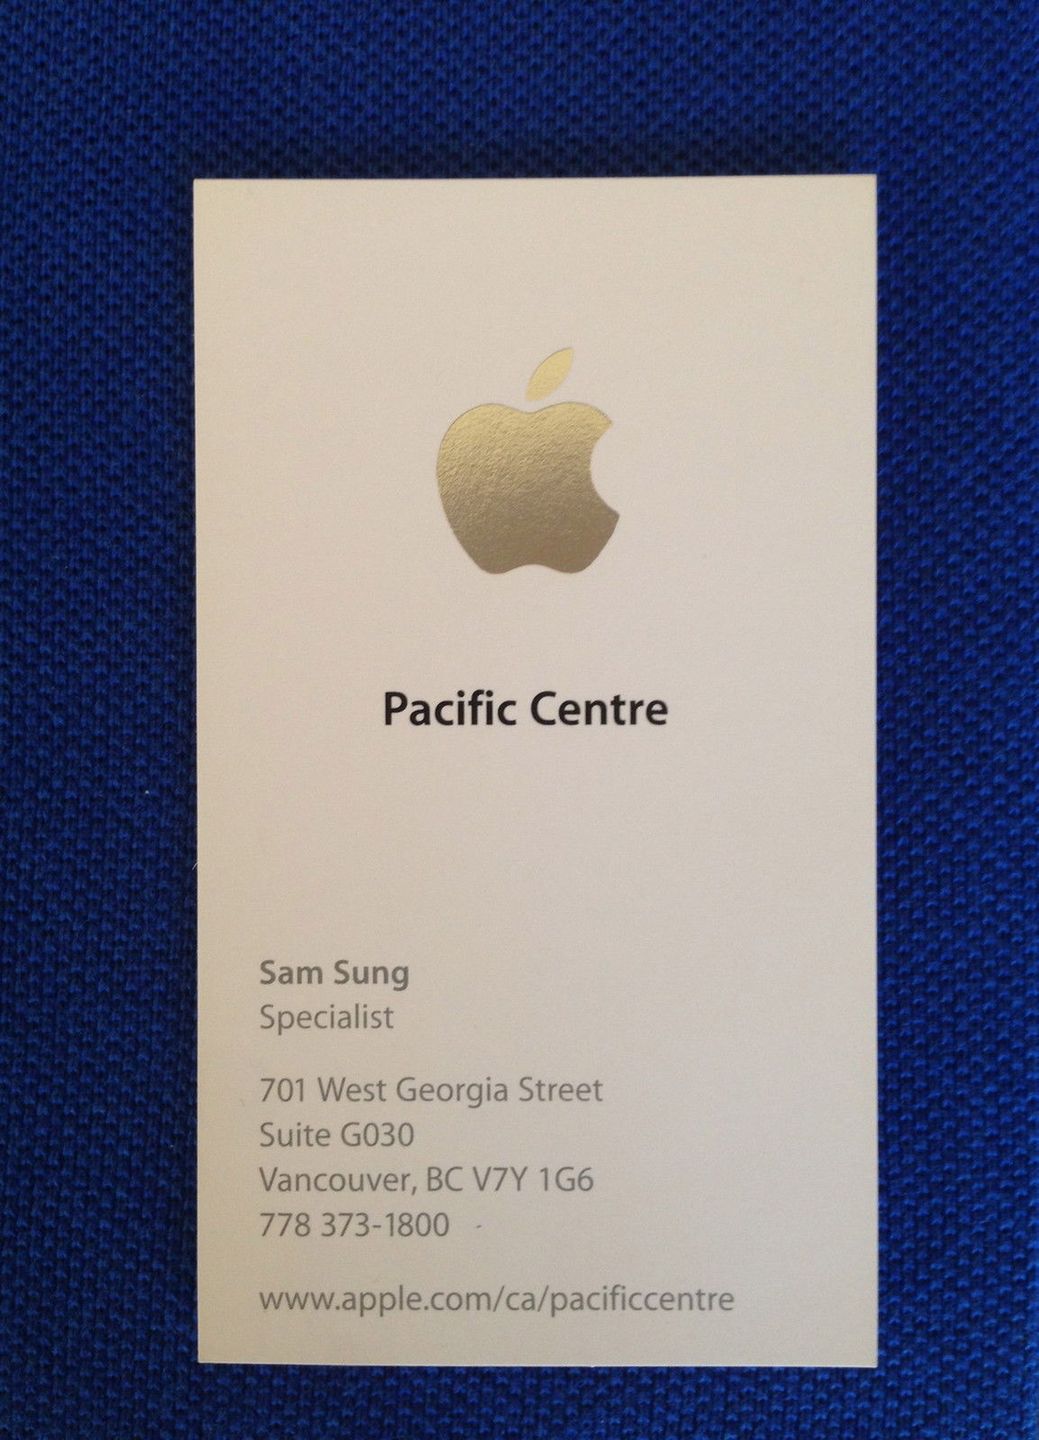 Pacific Centre
Sam Sung
Specialist
701 West Georgia Street
Suite G030
Vancouver, BC V7Y 1G6
778 373-1800
www.apple.com/ca/pacificcentre